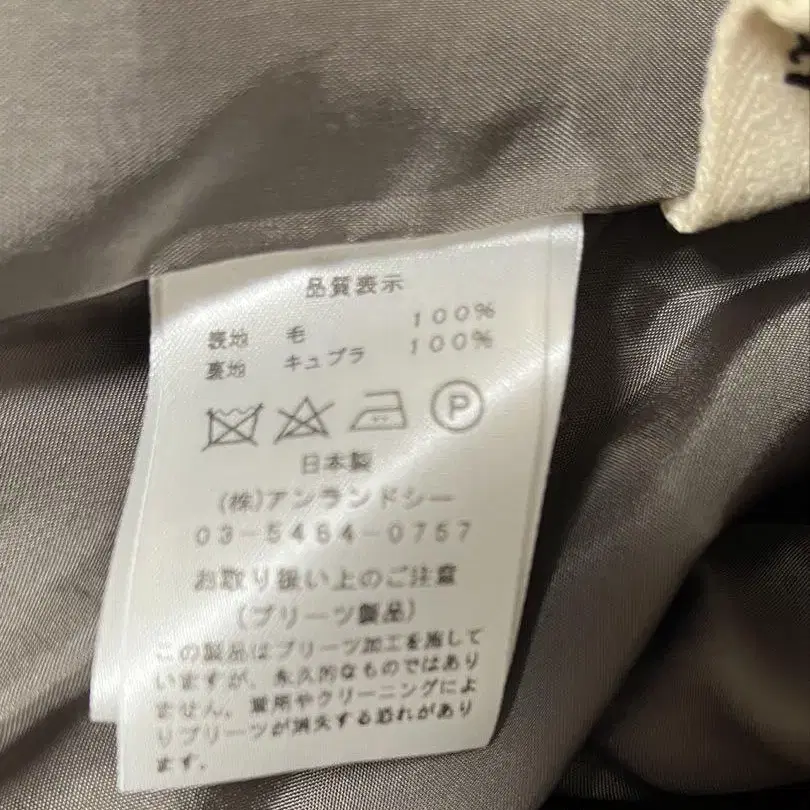 品質表示
表地 毛 100%
裏地 キュプラ 100%
P
日本製
(株)アンランドシー
03-5464-0757
お取り扱い上のご注意
(プリーツ製品)
この製品はプリーツ加工を施して
いますが、永久的なものではあり
ません。着用やクリーニングによ
りプリーツが消失する恐れがあり
ます。